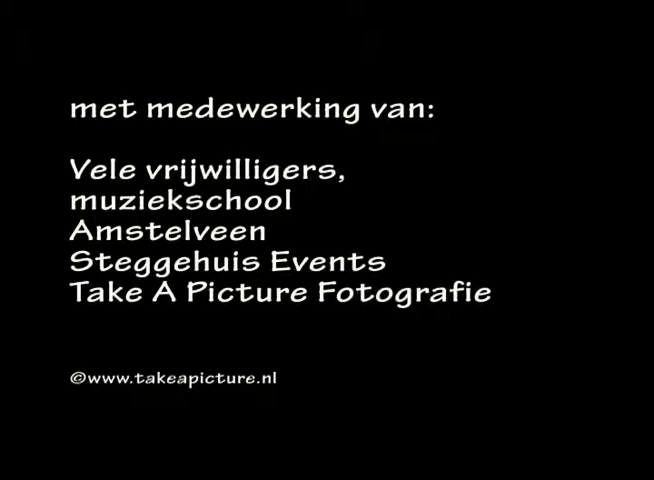 met medewerking van:
Vele vrijwilligers,
muziekschool
Amstelveen
Steggehuis Events
Take A Picture Fotografie
©www.takeapicture.nl